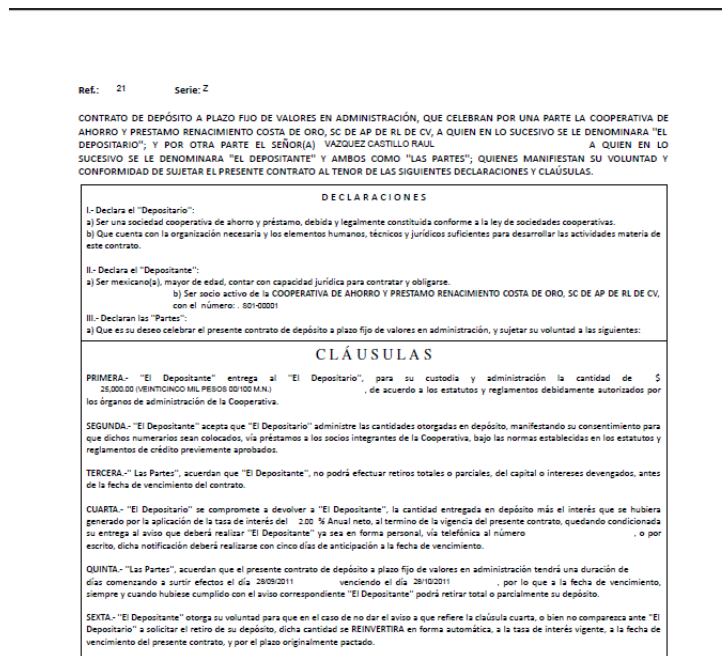 Ref.: 21 Serie: Z
CONTRATO DE DEPÓSITO A PLAZO FIJO DE VALORES EN ADMINISTRACIÓN, QUE CELEBRAN POR UNA PARTE LA COOPERATIVA DE
AHORRO Y PRESTAMO RENACIMIENTO COSTA DE ORO, SC DE AP DE RL DE CV, A QUIEN EN LO SUCESIVO SE LE DENOMINARA "EL
DEPOSITARIO"; Y POR OTRA PARTE EL SEÑOR(A) VAZQUEZ CASTILLO RAUL A QUIEN EN LO
SUCESIVO SE LE DENOMINARA "EL DEPOSITANTE" Y AMBOS COMO "LAS PARTES"; QUIENES MANIFIESTAN SU VOLUNTAD Y
CONFORMIDAD DE SUJETAR EL PRESENTE CONTRATO AL TENOR DE LAS SIGUIENTES DECLARACIONES Y CLAÚSULAS.
DECLARACIONES
I.- Declara el "Depositario":
a) Ser una sociedad cooperativa de ahorro y préstamo, debida y legalmente constituida conforme a la ley de sociedades cooperativas.
b) Que cuenta con la organización necesaria y los elementos humanos, técnicos y jurídicos suficientes para desarrollar las actividades materia de
este contrato.
II.- Declara el "Depositante":
a) Ser mexicano(a), mayor de edad, contar con capacidad jurídica para contratar y obligarse.
b) Ser socio activo de la COOPERATIVA DE AHORRO Y PRESTAMO RENACIMIENTO COSTA DE ORO, SC DE AP DE RL DE CV,
con el número: . S01-00001
III.- Declaran las "Partes":
a) Que es su deseo celebrar el presente contrato de depósito a plazo fijo de valores en administración, y sujetar su voluntad a las siguientes:
CLÁUSULAS
PRIMERA.- "El Depositante" entrega al "El Depositario", para su custodia y administración la cantidad de $
25,000.00 (VEINTICINCO MIL PESOS 00/100 M.N.) , de acuerdo a los estatutos y reglamentos debidamente autorizados por
los órganos de administración de la Cooperativa.
SEGUNDA.- "El Depositante" acepta que "El Depositario" administre las cantidades otorgadas en depósito, manifestando su consentimiento para
que dichos numerarios sean colocados, vía préstamos a los socios integrantes de la Cooperativa, bajo las normas establecidas en los estatutos y
reglamentos de crédito previamente aprobados.
TERCERA.-" Las Partes", acuerdan que "El Depositante", no podrá efectuar retiros totales o parciales, del capital o intereses devengados, antes
de la fecha de vencimiento del contrato.
CUARTA.- "El Depositario" se compromete a devolver a "El Depositante", la cantidad entregada en depósito más el interés que se hubiera
generado por la aplicación de la tasa de interés del 2.00 % Anual neto, al termino de la vigencia del presente contrato, quedando condicionada
su entrega al aviso que deberá realizar "El Depositante" ya sea en forma personal, vía telefónica al número , o por
escrito, dicha notificación deberá realizarse con cinco días de anticipación a la fecha de vencimiento.
QUINTA.- "Las Partes", acuerdan que el presente contrato de depósito a plazo fijo de valores en administración tendrá una duración de
días comenzando a surtir efectos el día 28/09/2011 venciendo el día 28/10/2011 , por lo que a la fecha de vencimiento,
siempre y cuando hubiese cumplido con el aviso correspondiente "El Depositante" podrá retirar total o parcialmente su depósito.
SEXTA.- "El Depositante" otorga su voluntad para que en el caso de no dar el aviso a que refiere la claúsula cuarta, o bien no comparezca ante "El
Depositario" a solicitar el retiro de su depósito, dicha cantidad se REINVERTIRA en forma automática, a la tasa de interés vigente, a la fecha de
vencimiento del presente contrato, y por el plazo originalmente pactado.